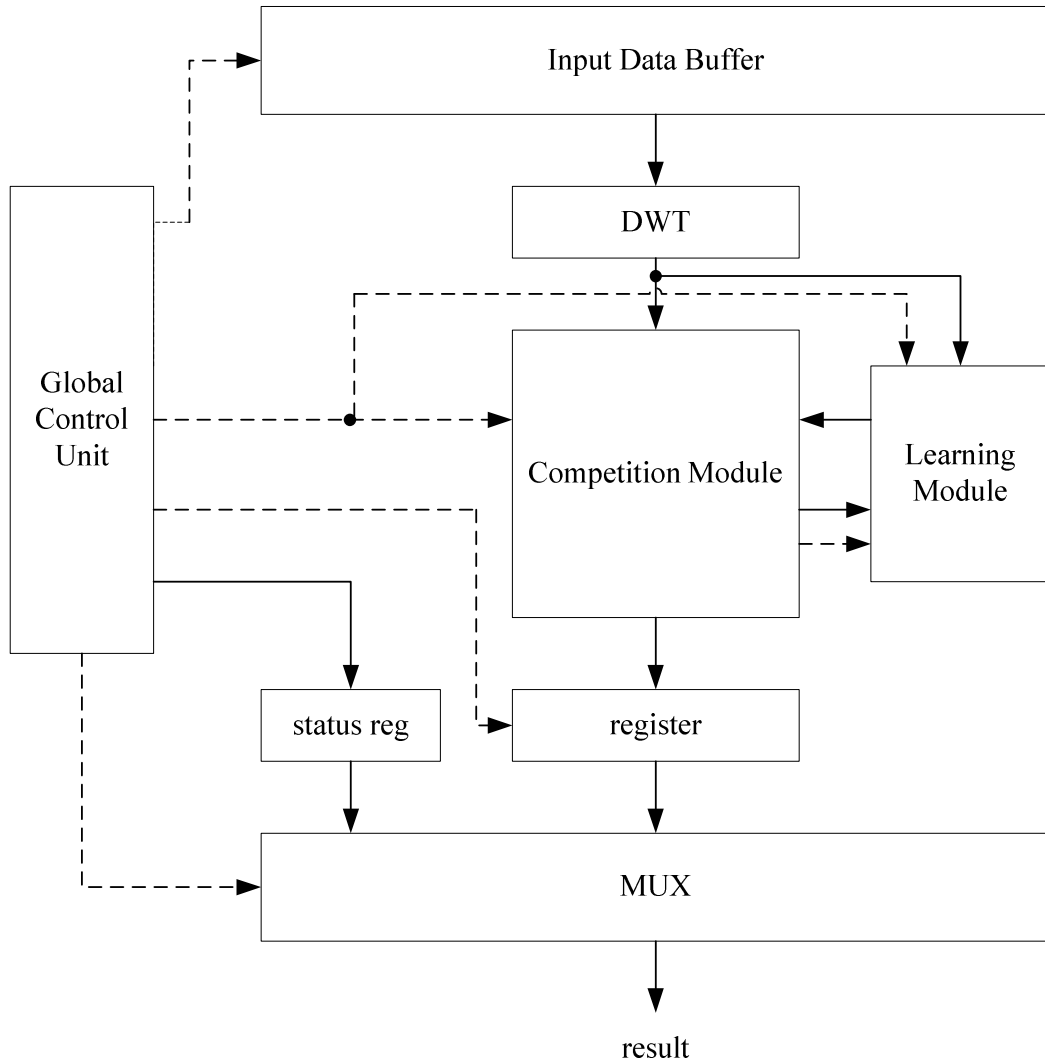 Input Data Buffer
DWT
Global
Control
Unit
Competition Module
Learning
Module
status reg
register
MUX
result